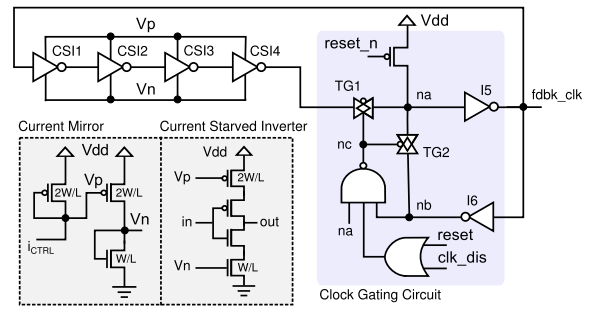 Vp
Vdd
reset_n
CSI1
CSI2
CSI3
CSI4
Vn
TG1
na
I5
fdbk_clk
Current Mirror
Current Starved Inverter
nc
TG2
Vdd
Vdd
Vp
2W/L
2W/L
Vp
2W/L
Vn
in
out
nb
I6
na
iCTRL
W/L
Vn
W/L
reset
clk_dis
Clock Gating Circuit